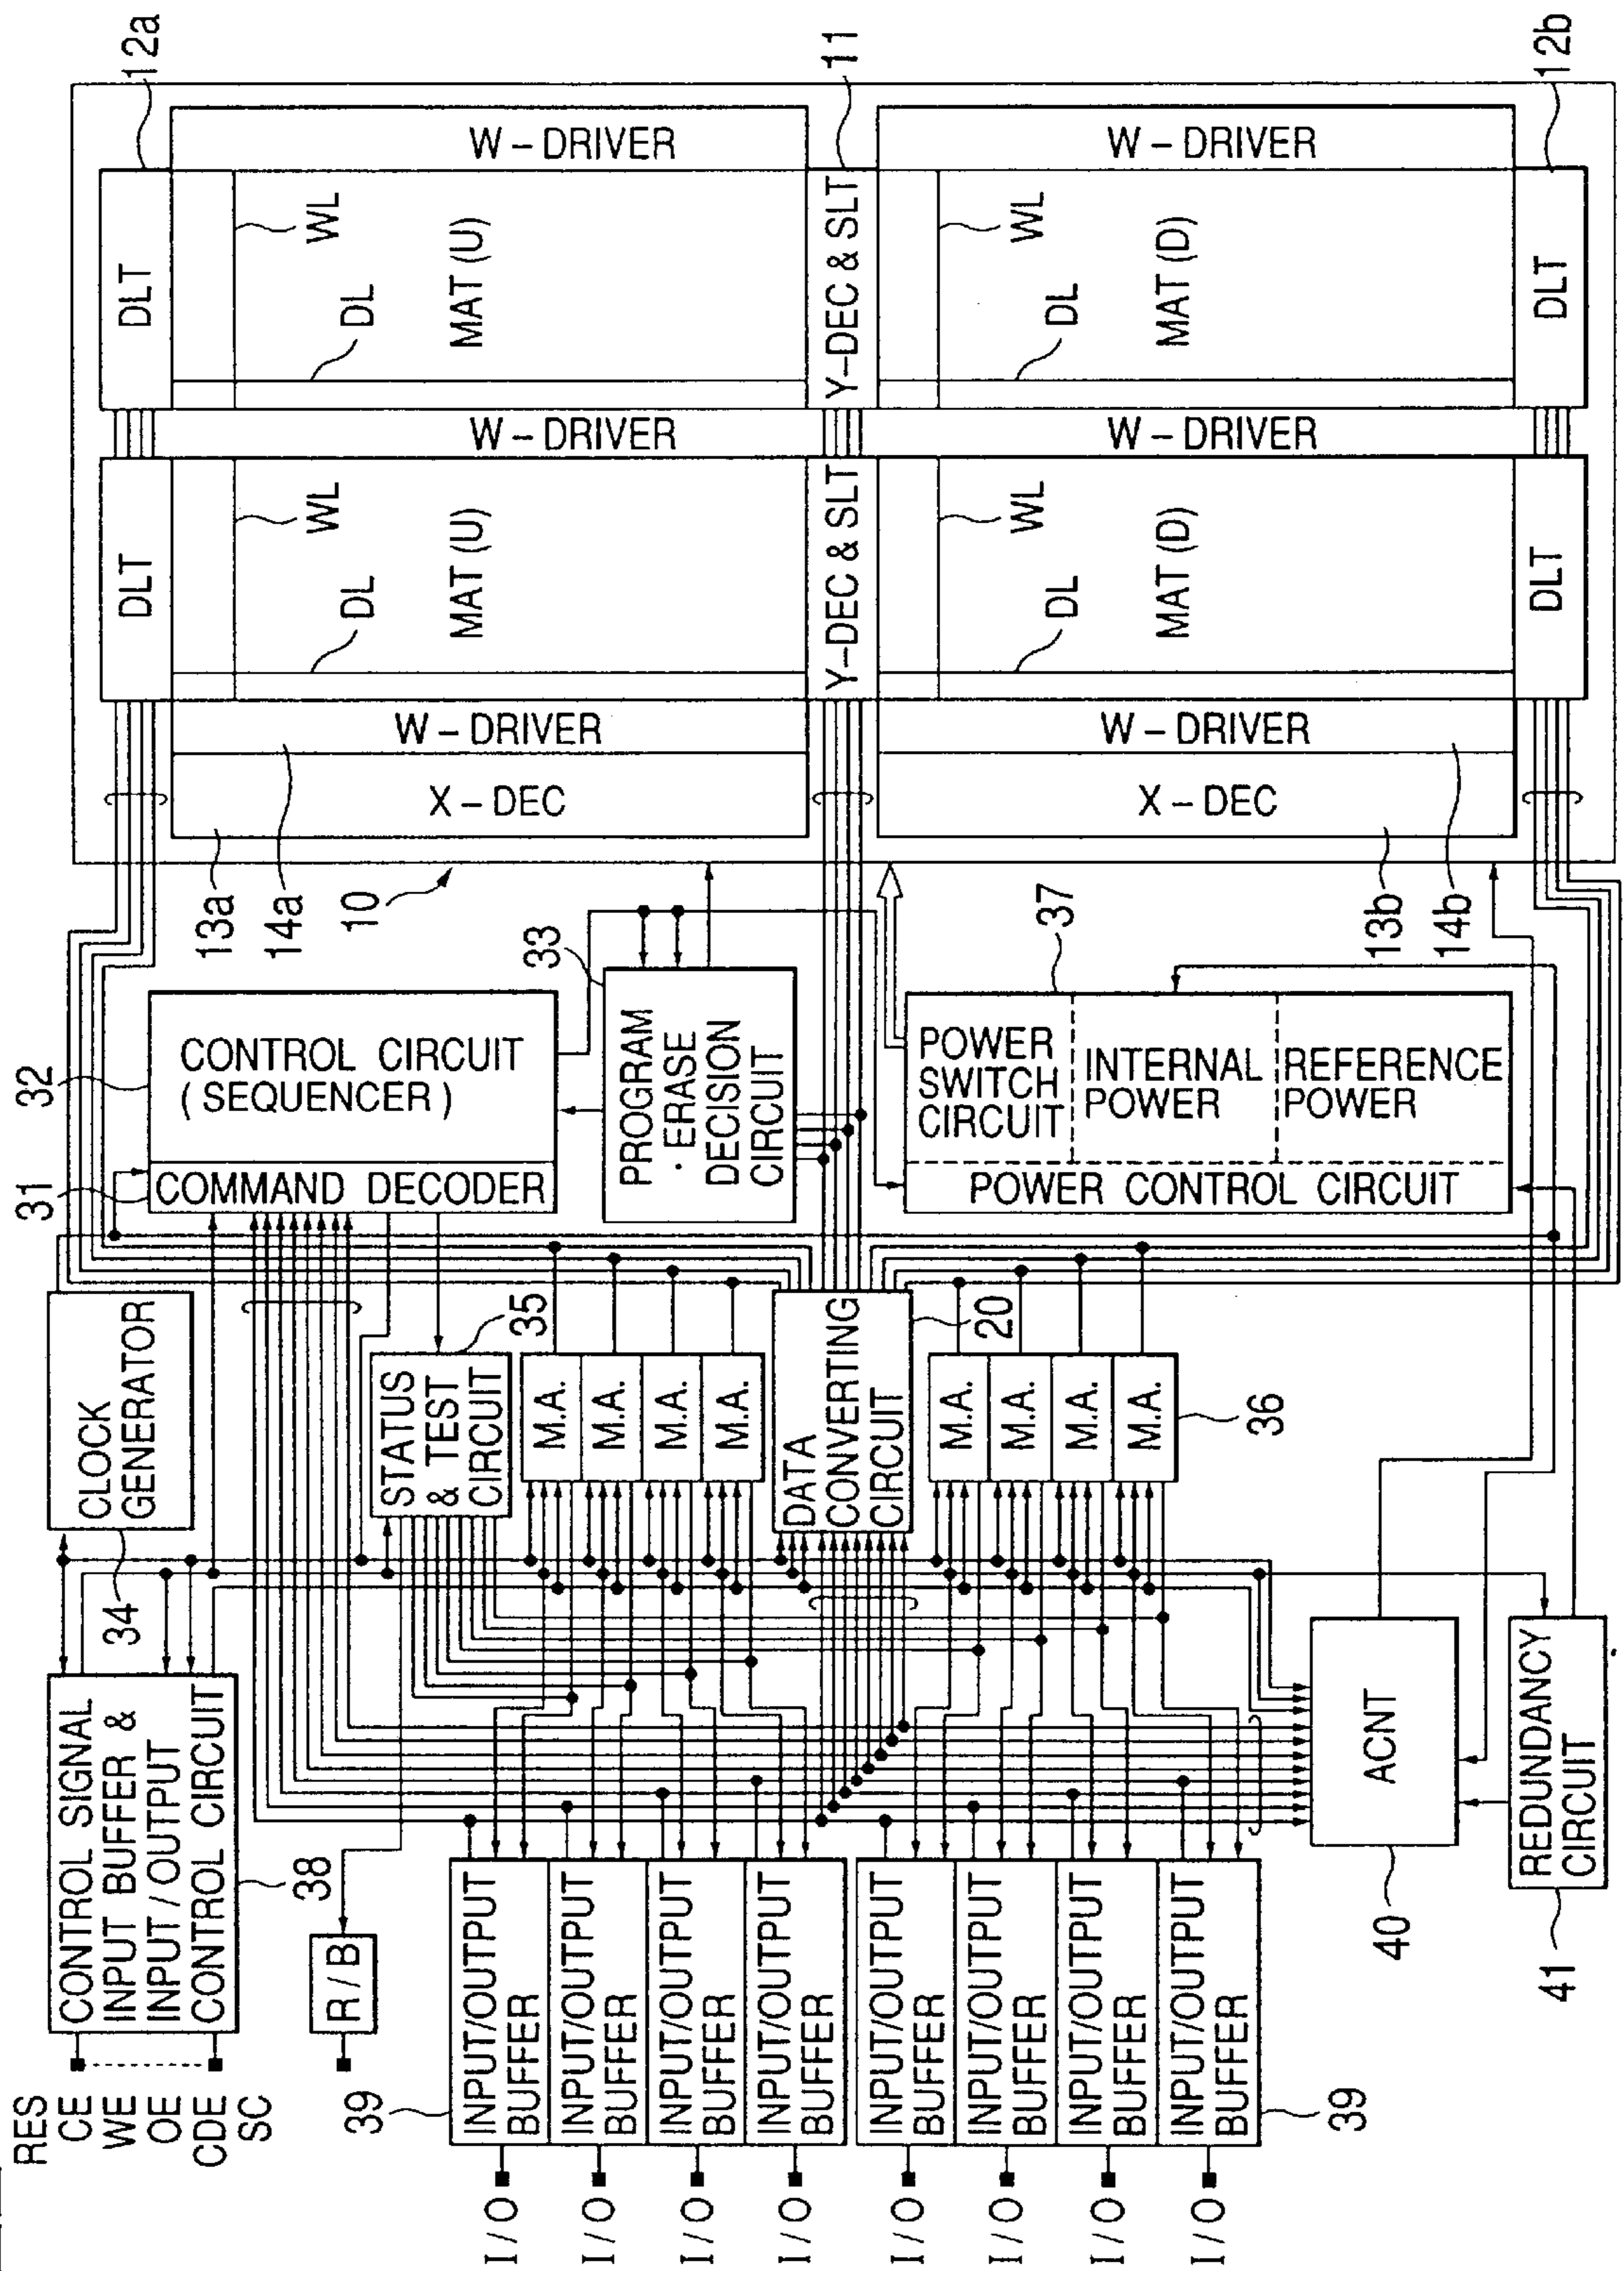 RES
CE
WE
OE
CDE
SC
CONTROL SIGNAL
INPUT BUFFER &
INPUT / OUTPUT
CONTROL CIRCUIT
38
R / B
34
CLOCK
GENERATOR
31
32
COMMAND DECODER
CONTROL CIRCUIT
( SEQUENCER )
35
STATUS
& TEST
CIRCUIT
33
PROGRAM
· ERASE
DECISION
CIRCUIT
M.A.
M.A.
M.A.
M.A.
DATA
CONVERTING
CIRCUIT
20
M.A.
M.A.
M.A.
M.A.
36
37
POWER
SWITCH
CIRCUIT
INTERNAL
POWER
REFERENCE
POWER
POWER CONTROL CIRCUIT
39
INPUT/OUTPUT
BUFFER
INPUT/OUTPUT
BUFFER
INPUT/OUTPUT
BUFFER
INPUT/OUTPUT
BUFFER
INPUT/OUTPUT
BUFFER
INPUT/OUTPUT
BUFFER
INPUT/OUTPUT
BUFFER
INPUT/OUTPUT
BUFFER
39
I / O
I / O
I / O
I / O
I / O
I / O
I / O
I / O
40
ACNT
41
REDUNDANCY
CIRCUIT
10
13a
14a
13b
14b
12a
11
12b
DLT
DLT
X – DEC
W – DRIVER
WL
DL
MAT (U)
W – DRIVER
WL
DL
MAT (U)
W – DRIVER
Y–DEC & SLT
Y–DEC & SLT
X – DEC
W – DRIVER
WL
DL
MAT (D)
W – DRIVER
WL
DL
MAT (D)
W – DRIVER
DLT
DLT